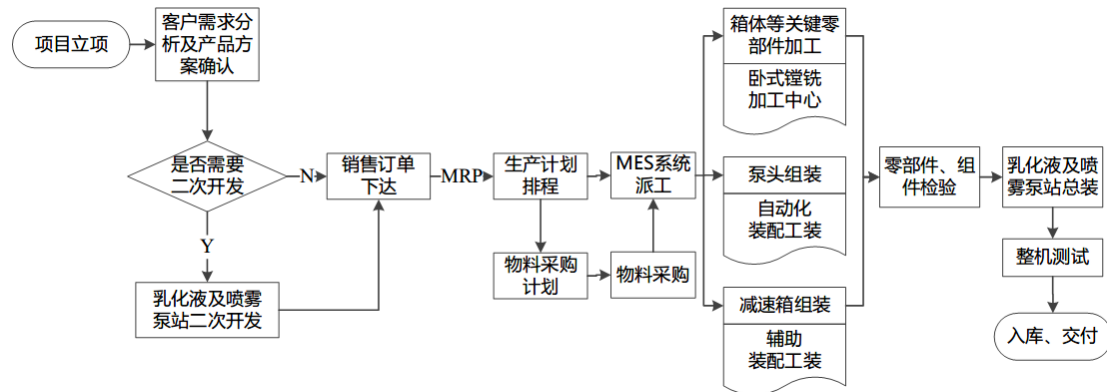 项目立项
客户需求分
析及产品方
案确认
是否需要
二次开发
N
Y
乳化液及喷雾
泵站二次开发
销售订单
下达
MRP
生产计划
排程
物料采购
计划
物料采购
MES系统
派工
箱体等关键零
部件加工
卧式镗铣
加工中心
泵头组装
自动化
装配工装
减速箱组装
辅助
装配工装
零部件、组
件检验
乳化液及喷
雾泵站总装
整机测试
入库、交付